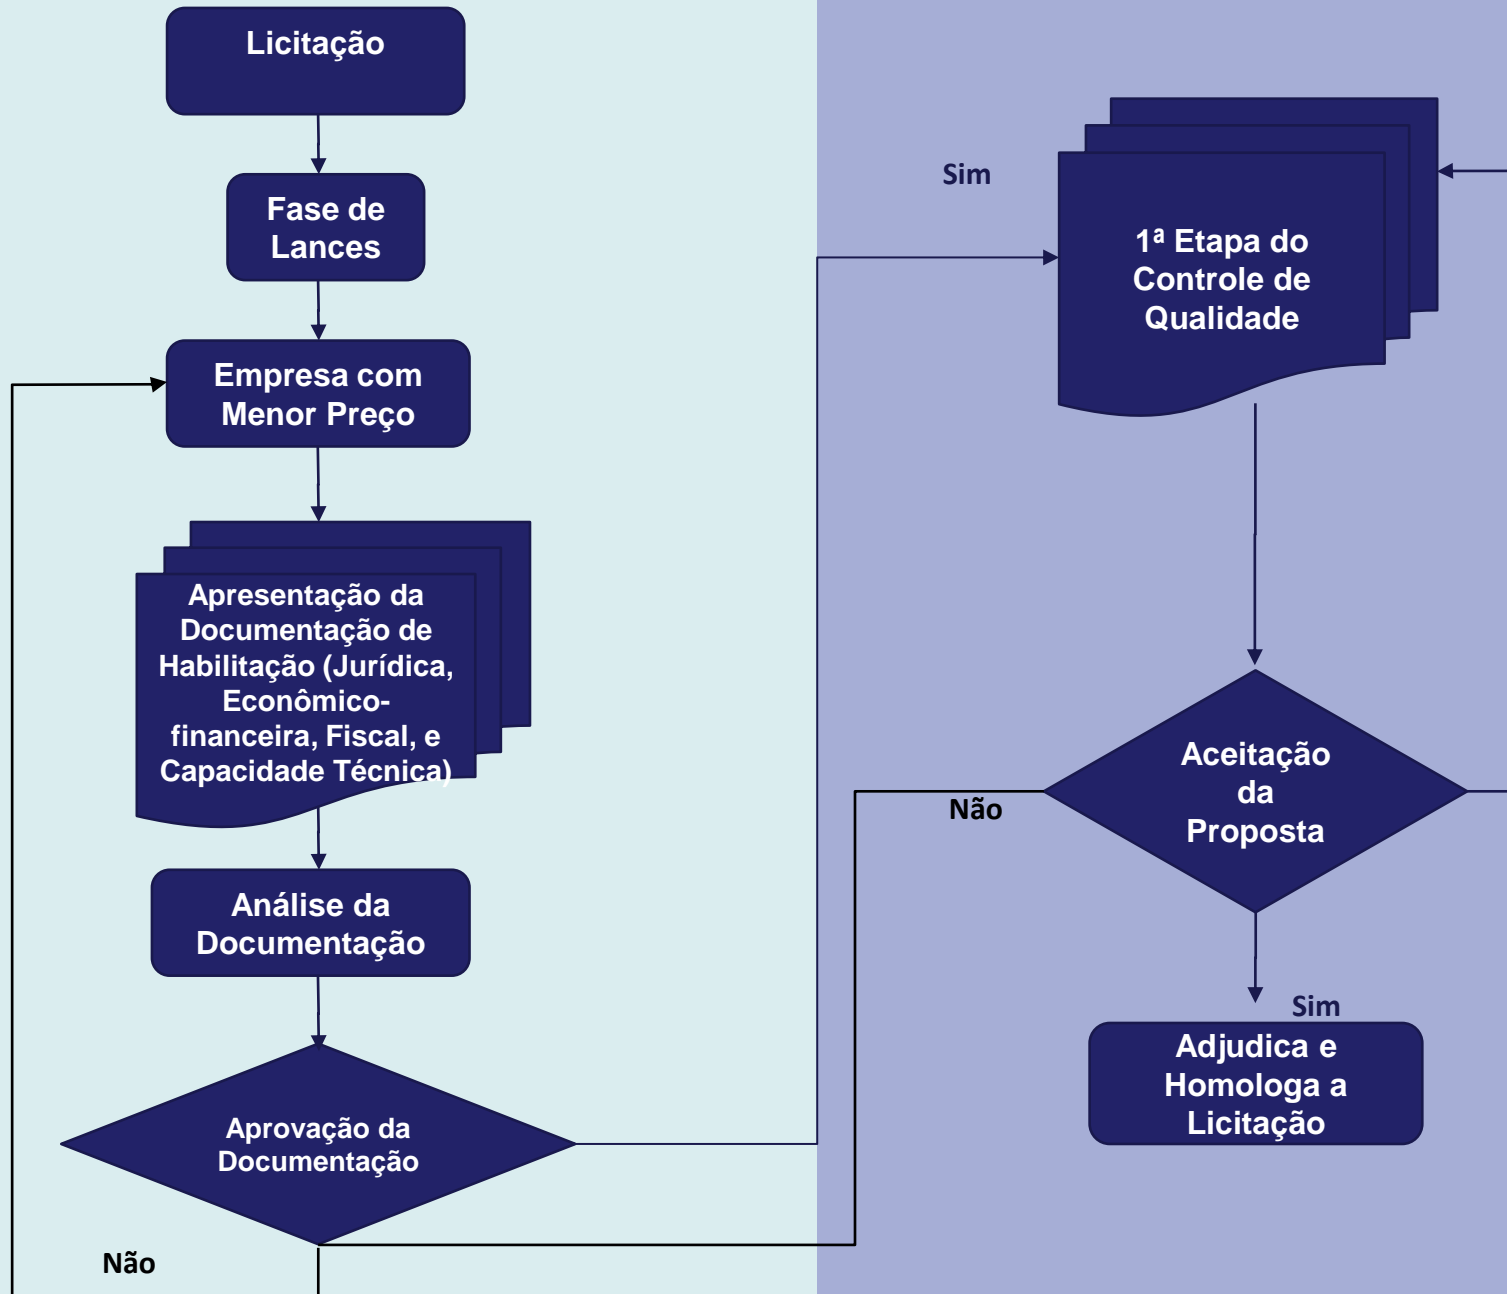 Licitação
Fase de
Lances
Empresa com
Menor Preço
Apresentação da
Documentação de
Habilitação (Jurídica,
Econômico-
financeira, Fiscal, e
Capacidade Técnica)
Análise da
Documentação
Aprovação da
Documentação
Não
Sim
1ª Etapa do
Controle de
Qualidade
Aceitação
da
Proposta
Não
Sim
Adjudica e
Homologa a
Licitação